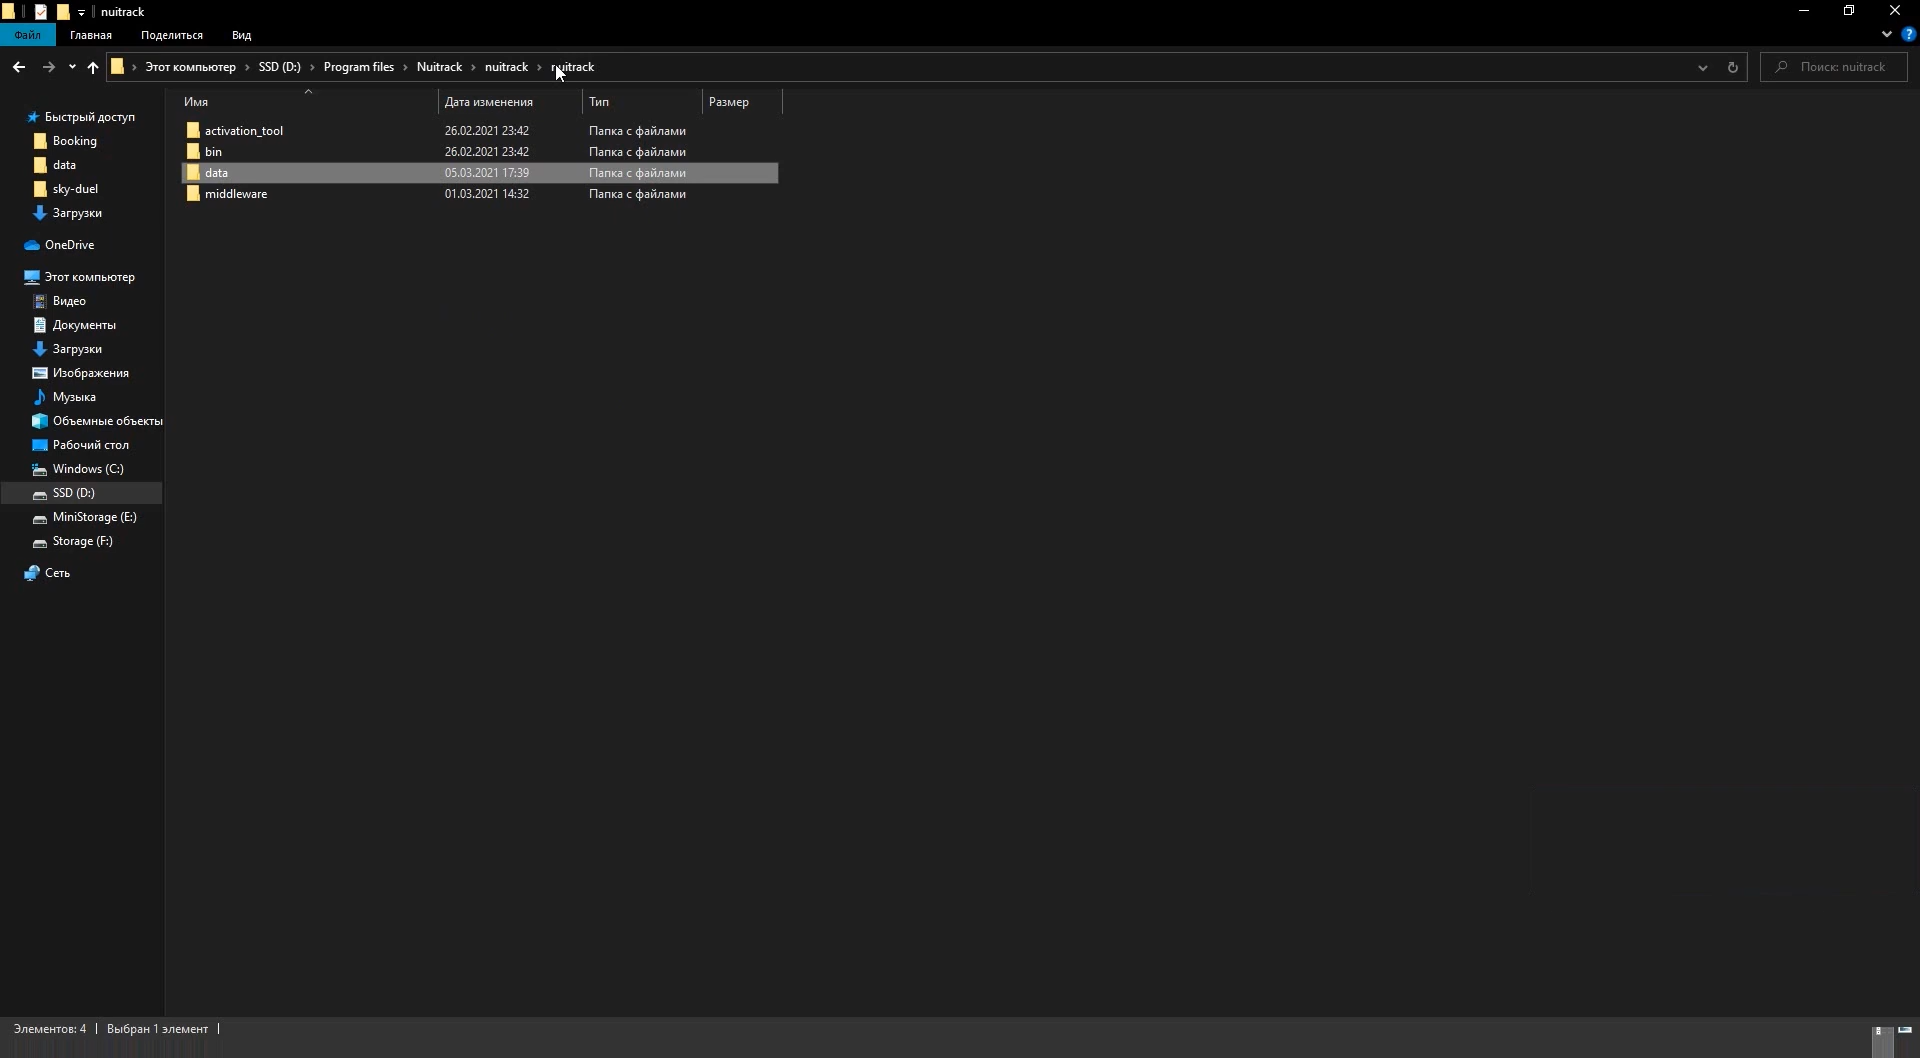 nuitrack
Файл Главная Поделиться Вид
Этот компьютер SSD (D:) Program files Nuitrack nuitrack nuitrack Поиск: nuitrack
Имя Дата изменения Тип Размер
activation_tool 26.02.2021 23:42 Папка с файлами
bin 26.02.2021 23:42 Папка с файлами
data 05.03.2021 17:39 Папка с файлами
middleware 01.03.2021 14:32 Папка с файлами
Быстрый доступ
Booking
data
sky-duel
Загрузки
OneDrive
Этот компьютер
Видео
Документы
Загрузки
Изображения
Музыка
Объемные объекты
Рабочий стол
Windows (C:)
SSD (D:)
MiniStorage (E:)
Storage (F:)
Сеть
Элементов: 4 Выбран 1 элемент